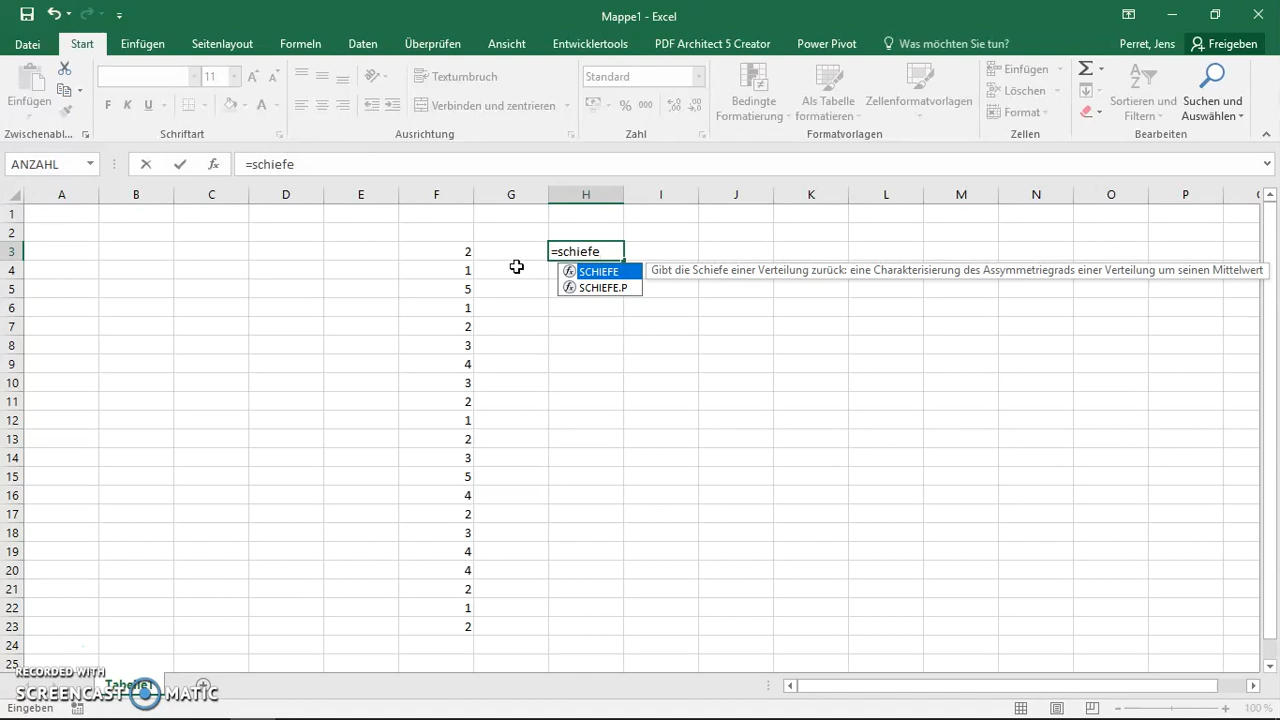 Mappe1 - Excel
Datei Start Einfügen Seitenlayout Formeln Daten Überprüfen Ansicht Entwicklertools PDF Architect 5 Creator Power Pivot Was möchten Sie tun? Perret, Jens Freigeben
Einfügen
Zwischenabl...
11
F K U
Schriftart
Textumbruch
Verbinden und zentrieren
Ausrichtung
Standard
% 000
Zahl
Bedingte
Formatierung
Als Tabelle
formatieren
Zellenformatvorlagen
Formatvorlagen
Einfügen
Löschen
Format
Zellen
Sortieren und
Filtern
Suchen und
Auswählen
Bearbeiten
ANZAHL =schiefe
A B C D E F G H I J K L M N O P
1
2
3 2 =schiefe
4 1 SCHIEFE Gibt die Schiefe einer Verteilung zurück: eine Charakterisierung des Assymmetriegrads einer Verteilung um seinen Mittelwert
5 5 SCHIEFE.P
6 1
7 2
8 3
9 4
10 3
11 2
12 1
13 2
14 3
15 5
16 4
17 2
18 3
19 4
20 4
21 2
22 1
23 2
24
25
RECORDED WITH
SCREENCAST-O-MATIC
Tabelle1
Eingeben
100 %